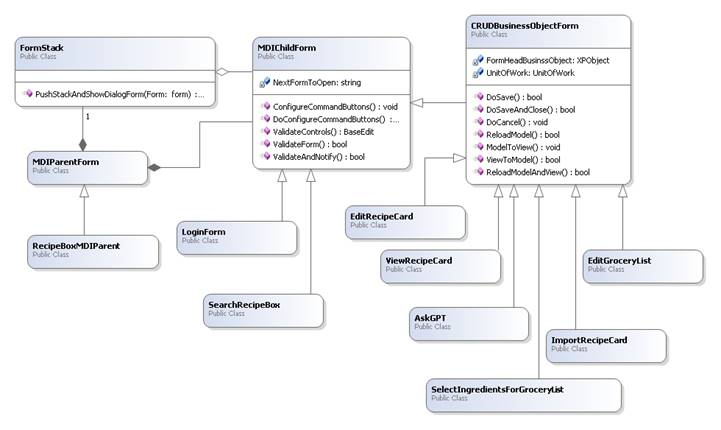 FormStack
Public Class
PushStackAndShowDialogForm(Form: form) :...
1
MDIParentForm
Public Class
RecipeBoxMDIParent
Public Class
MDIChildForm
Public Class
NextFormToOpen: string
ConfigureCommandButtons() : void
DoConfigureCommandButtons() :...
ValidateControls() : BaseEdit
ValidateForm() : bool
ValidateAndNotify() : bool
LoginForm
Public Class
SearchRecipeBox
Public Class
CRUDBusinessObjectForm
Public Class
FormHeadBusinssObject: XPObject
UnitOfWork: UnitOfWork
DoSave() : bool
DoSaveAndClose() : bool
DoCancel() : void
ReloadModel() : bool
ModelToView() : void
ViewToModel() : bool
ReloadModelAndView() : bool
EditRecipeCard
Public Class
ViewRecipeCard
Public Class
EditGroceryList
Public Class
AskGPT
Public Class
ImportRecipeCard
Public Class
SelectIngredientsForGroceryList
Public Class